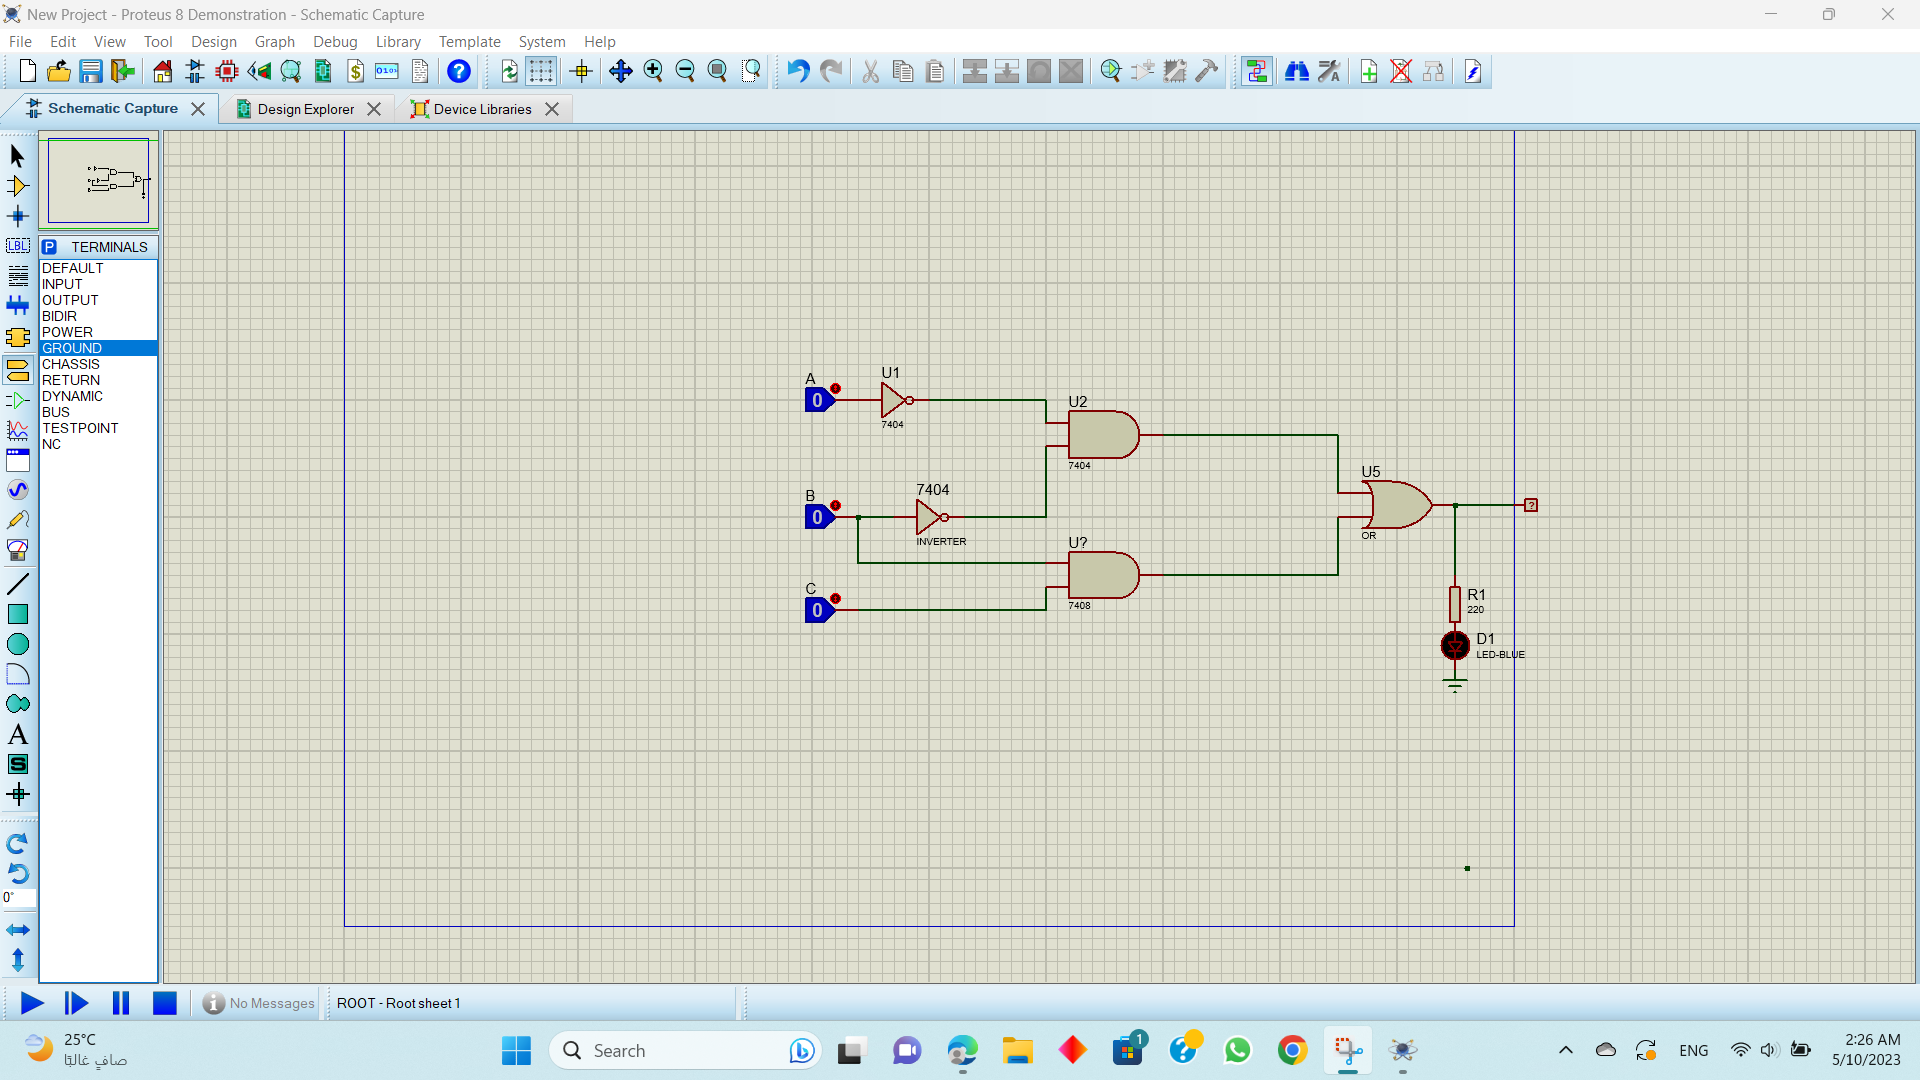 New Project - Proteus 8 Demonstration - Schematic Capture
File Edit View Tool Design Graph Debug Library Template System Help
Schematic Capture Design Explorer Device Libraries
LBL
P TERMINALS
DEFAULT
INPUT
OUTPUT
BIDIR
POWER
GROUND
CHASSIS
RETURN
DYNAMIC
BUS
TESTPOINT
NC
A
S
0°
A
0
U1
7404
B
0
7404
INVERTER
C
0
U2
7404
U?
7408
U5
OR
?
R1
220
D1
LED-BLUE
No Messages ROOT - Root sheet 1
25°C
صافٍ غالبًا
Search
1
ENG
2:26 AM
5/10/2023